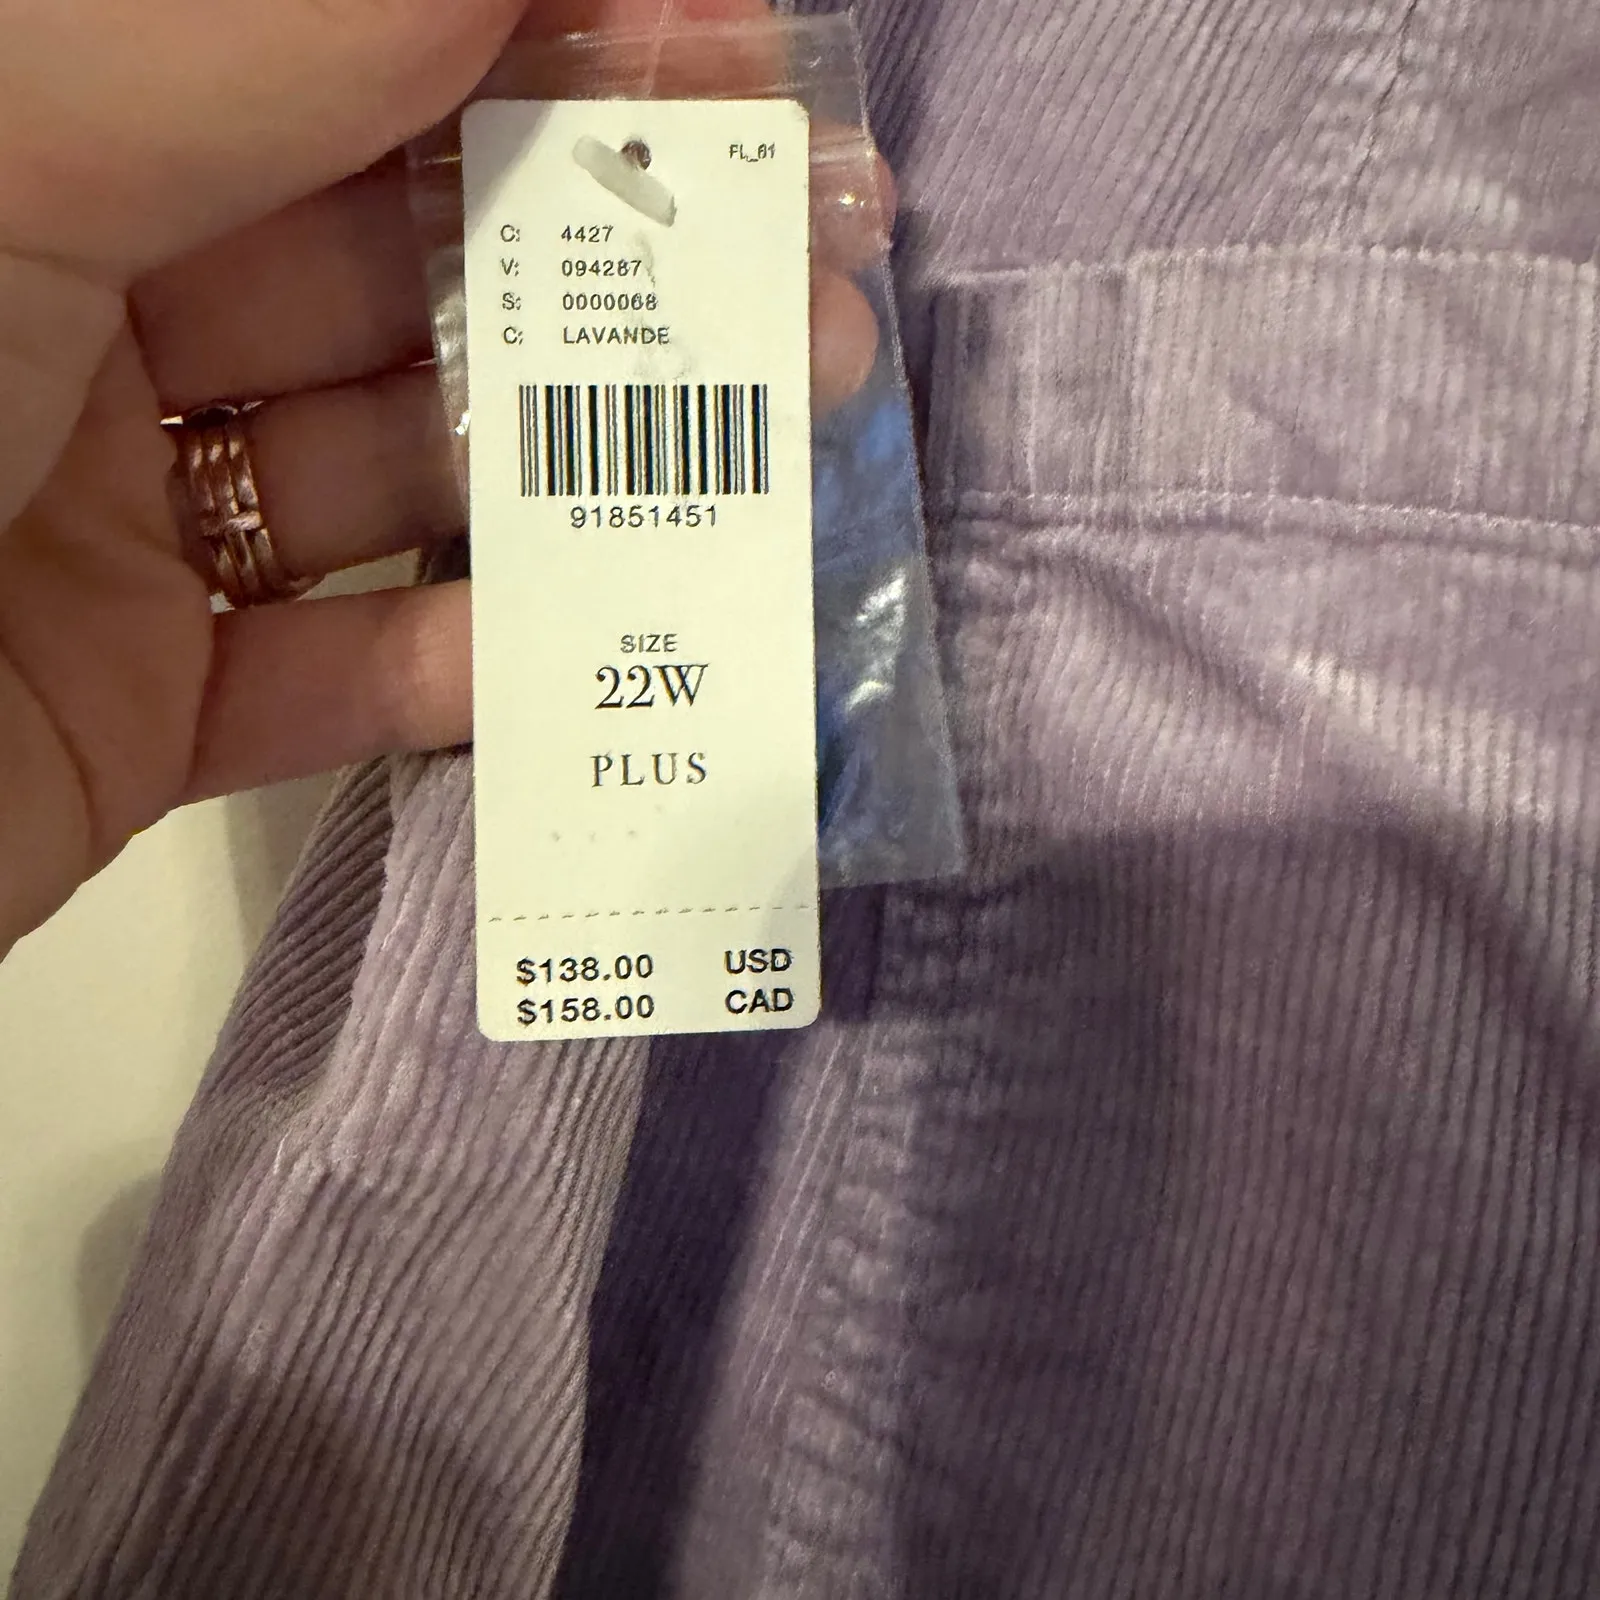 FL_01
C: 4427
V: 094287
S: 0000068
C: LAVANDE
91851451
SIZE
22W
PLUS
$138.00 USD
$158.00 CAD